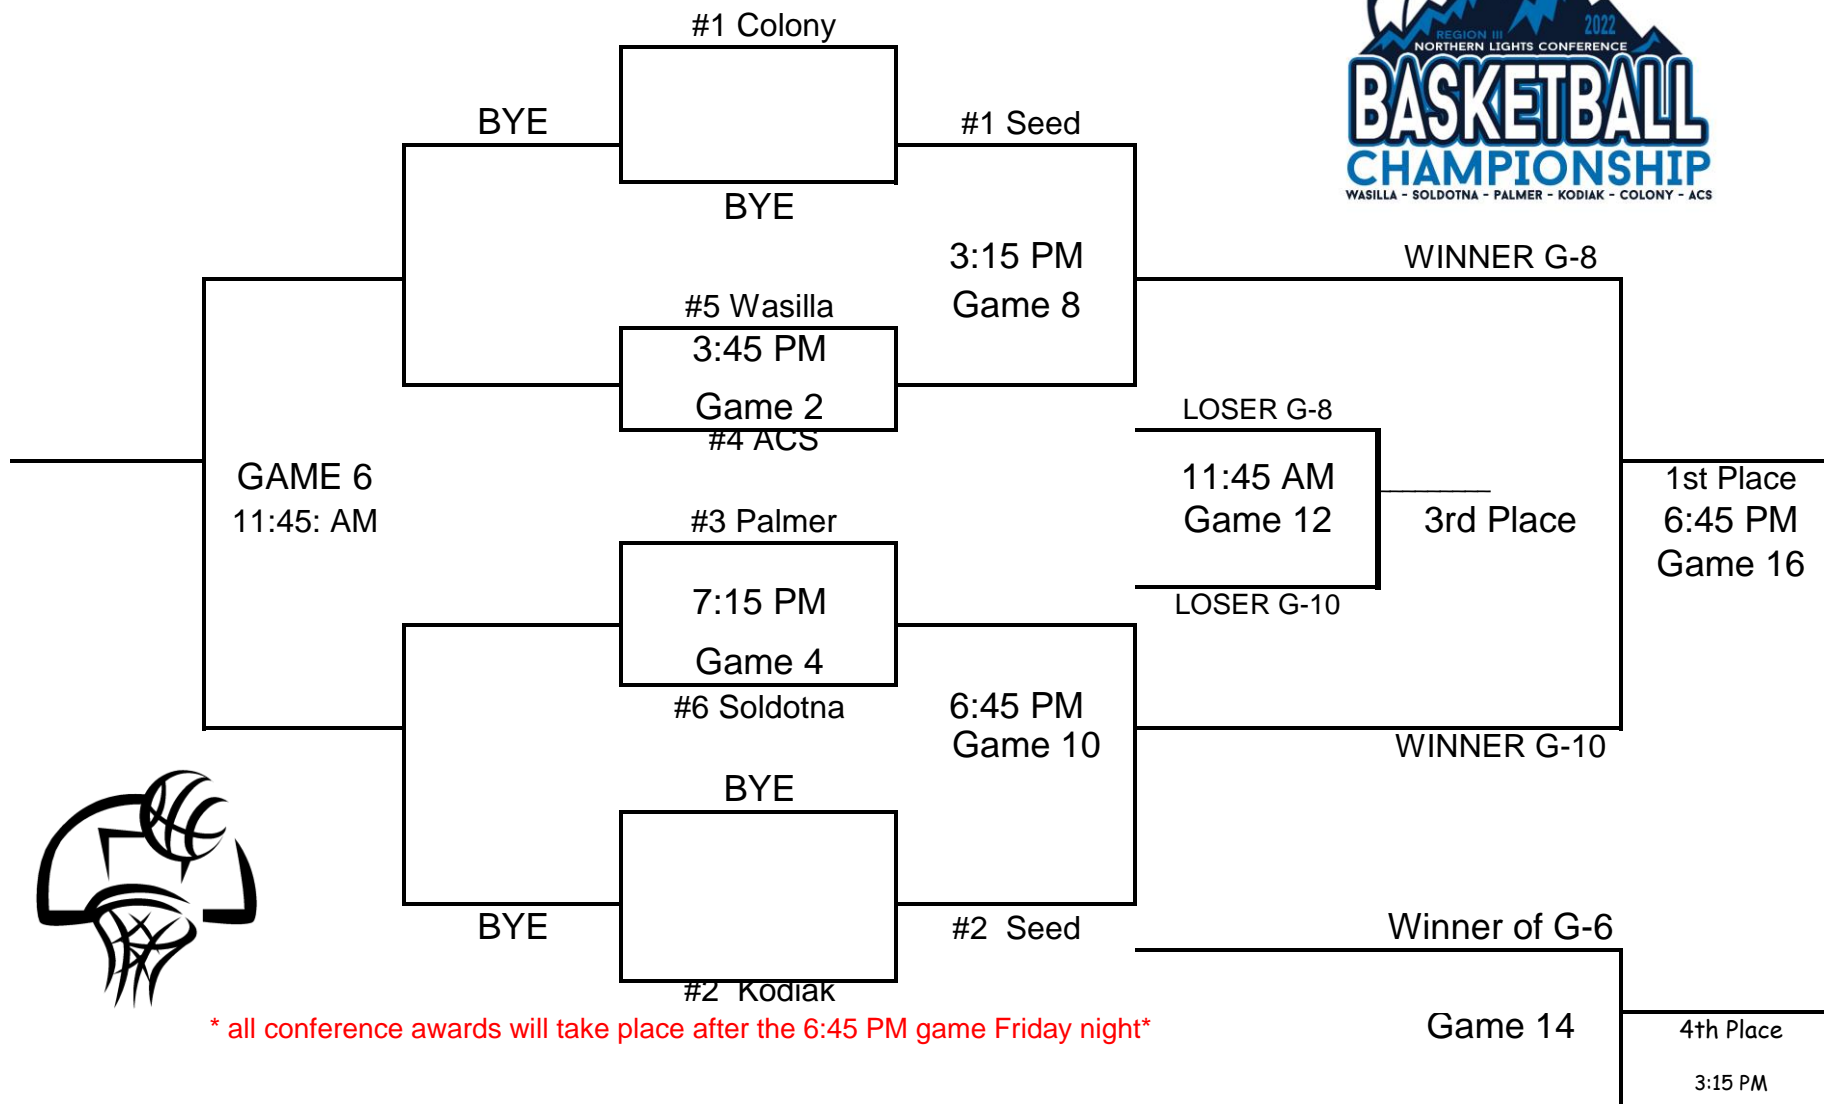 #1 Colony
2022
REGION III
NORTHERN LIGHTS CONFERENCE
BASKETBALL
CHAMPIONSHIP
WASILLA - SOLDOTNA - PALMER - KODIAK - COLONY - ACS
BYE
#1 Seed
BYE
3:15 PM
Game 8
WINNER G-8
#5 Wasilla
3:45 PM
Game 2
#4 ACS
LOSER G-8
GAME 6
11:45: AM
11:45 AM
Game 12
3rd Place
1st Place
6:45 PM
Game 16
#3 Palmer
7:15 PM
Game 4
#6 Soldotna
LOSER G-10
6:45 PM
Game 10
WINNER G-10
BYE
BYE
#2 Seed
#2 Kodiak
Winner of G-6
* all conference awards will take place after the 6:45 PM game Friday night*
Game 14
4th Place
3:15 PM